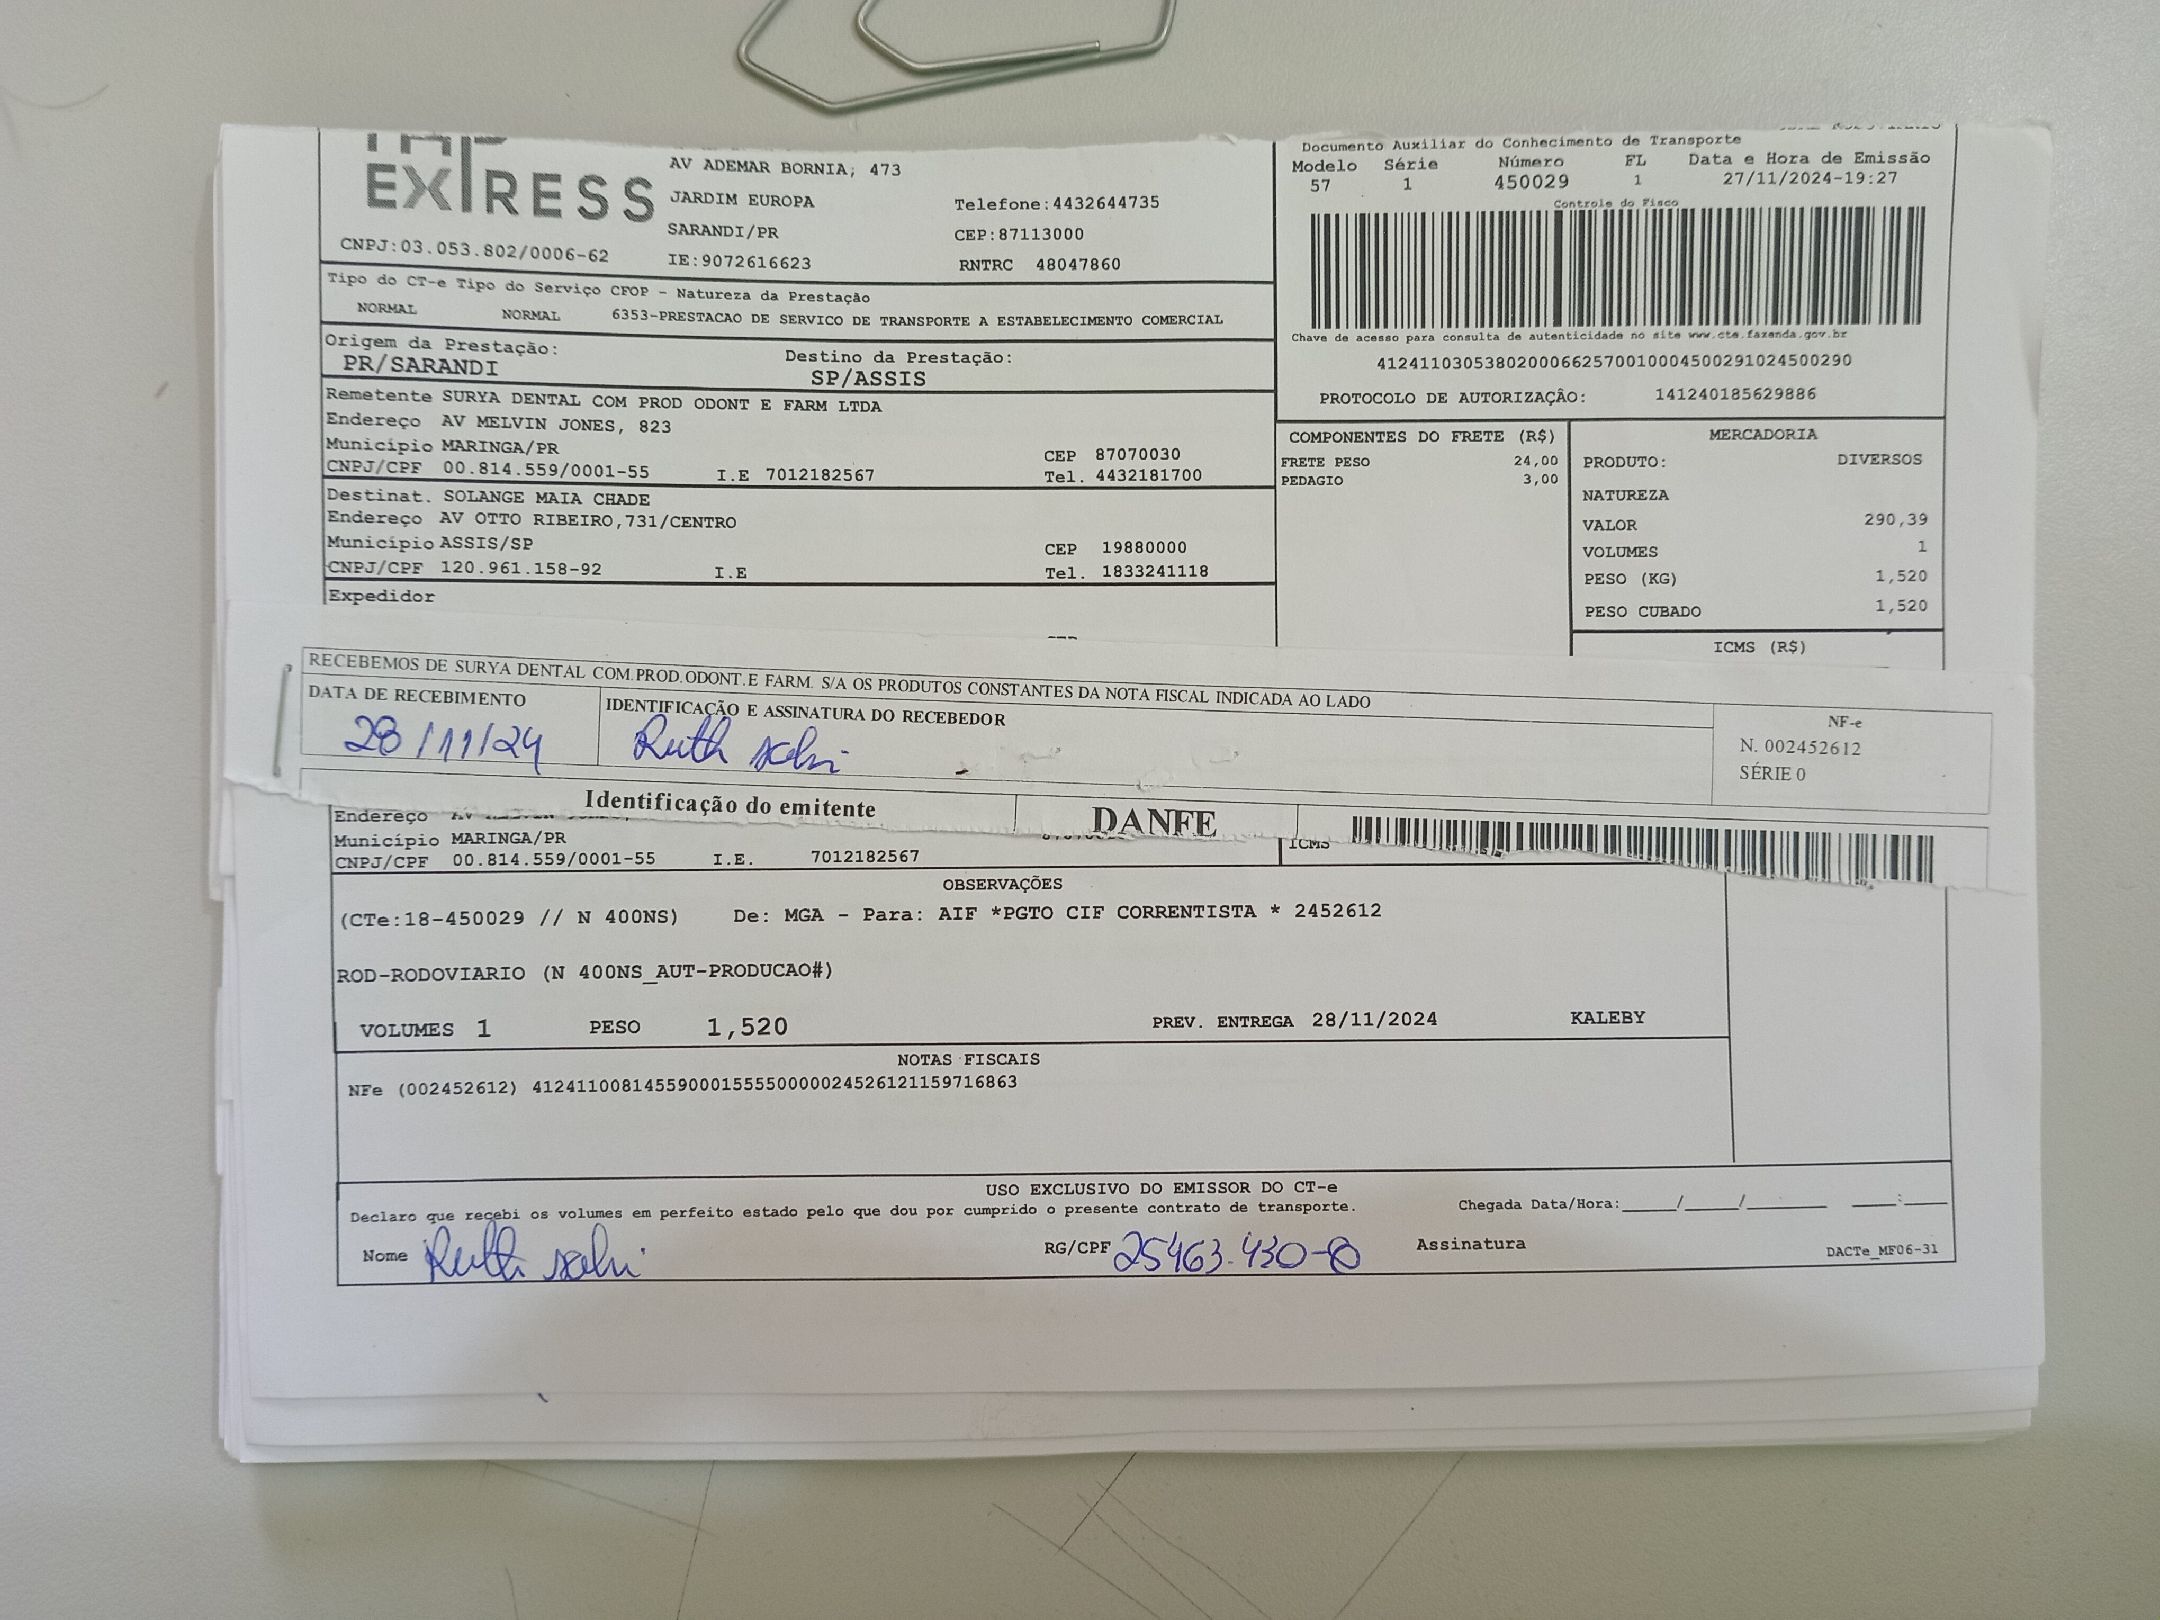 EXPRESS
AV ADEMAR BORNIA; 473
JARDIM EUROPA
Telefone:4432644735
SARANDI/PR
CEP:87113000
CNPJ:03.053.802/0006-62
IE:9072616623
RNTRC 48047860
Documento Auxiliar do Conhecimento de Transporte
Modelo Série Número FL Data e Hora de Emissão
57 1 450029 1 27/11/2024-19:27
Controle do Fisco
Chave de acesso para consulta de autenticidade no site www.cte.fazenda.gov.br
41241103053802000662570010004500291024500290
PROTOCOLO DE AUTORIZAÇÃO: 141240185629886
Tipo do CT-e Tipo do Serviço CFOP - Natureza da Prestação
NORMAL NORMAL 6353-PRESTACAO DE SERVICO DE TRANSPORTE A ESTABELECIMENTO COMERCIAL
Origem da Prestação: Destino da Prestação:
PR/SARANDI SP/ASSIS
Remetente SURYA DENTAL COM PROD ODONT E FARM LTDA
Endereço AV MELVIN JONES, 823
Município MARINGA/PR CEP 87070030
CNPJ/CPF 00.814.559/0001-55 I.E 7012182567 Tel. 4432181700
Destinat. SOLANGE MAIA CHADE
Endereço AV OTTO RIBEIRO,731/CENTRO
Município ASSIS/SP CEP 19880000
CNPJ/CPF 120.961.158-92 I.E Tel. 1833241118
Expedidor
COMPONENTES DO FRETE (R$)
FRETE PESO 24,00
PEDAGIO 3,00
MERCADORIA
PRODUTO: DIVERSOS
NATUREZA
VALOR 290,39
VOLUMES 1
PESO (KG) 1,520
PESO CUBADO 1,520
ICMS (R$)
RECEBEMOS DE SURYA DENTAL COM.PROD.ODONT.E FARM. S/A OS PRODUTOS CONSTANTES DA NOTA FISCAL INDICADA AO LADO
DATA DE RECEBIMENTO IDENTIFICAÇÃO E ASSINATURA DO RECEBEDOR
28/11/24 Ruth
NF-e
N. 002452612
SÉRIE 0
Identificação do emitente DANFE
Endereço
Município MARINGA/PR
CNPJ/CPF 00.814.559/0001-55 I.E. 7012182567
ICMS
OBSERVAÇÕES
(CTe:18-450029 // N 400NS) De: MGA - Para: AIF *PGTO CIF CORRENTISTA * 2452612
ROD-RODOVIARIO (N 400NS_AUT-PRODUCAO#)
VOLUMES 1 PESO 1,520 PREV. ENTREGA 28/11/2024 KALEBY
NOTAS FISCAIS
NFe (002452612) 41241100814559000155550000024526121159716863
USO EXCLUSIVO DO EMISSOR DO CT-e
Declaro que recebi os volumes em perfeito estado pelo que dou por cumprido o presente contrato de transporte. Chegada Data/Hora:____/____/______ ___:___
Nome Ruth RG/CPF 25463.430-8 Assinatura
DACTe_MF06-31